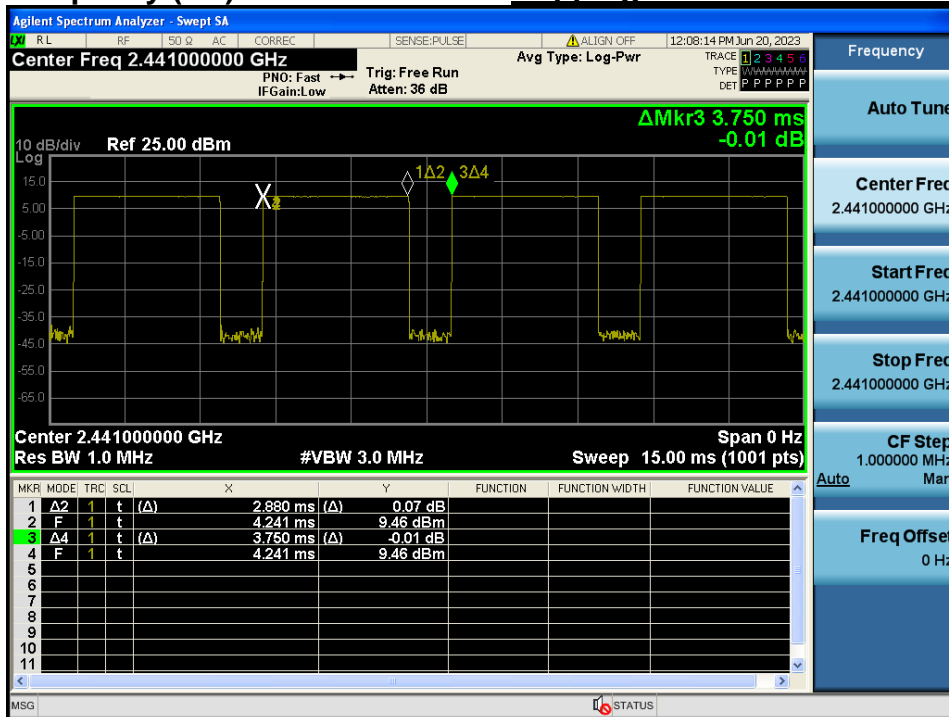 Agilent Spectrum Analyzer - Swept SA
LXI RL RF 50 Ω AC CORREC SENSE:PULSE ALIGN OFF 12:08:14 PM Jun 20, 2023
Center Freq 2.441000000 GHz
PNO: Fast
IFGain:Low
Trig: Free Run
Atten: 36 dB
Avg Type: Log-Pwr
TRACE 1 2 3 4 5 6
TYPE
DET P P P P P P
ΔMkr3 3.750 ms
-0.01 dB
10 dB/div Ref 25.00 dBm
Log
1Δ2 3Δ4
15.0
X2
5.00
-5.00
-15.0
-25.0
-35.0
-45.0
-55.0
-65.0
Center 2.441000000 GHz Span 0 Hz
Res BW 1.0 MHz #VBW 3.0 MHz Sweep 15.00 ms (1001 pts)
MKR MODE TRC SCL X Y FUNCTION FUNCTION WIDTH FUNCTION VALUE
1 Δ2 1 t (Δ) 2.880 ms (Δ) 0.07 dB
2 F 1 t 4.241 ms 9.46 dBm
3 Δ4 1 t (Δ) 3.750 ms (Δ) -0.01 dB
4 F 1 t 4.241 ms 9.46 dBm
5
6
7
8
9
10
11
MSG STATUS
Frequency
Auto Tune
Center Freq
2.441000000 GHz
Start Freq
2.441000000 GHz
Stop Freq
2.441000000 GHz
CF Step
1.000000 MHz
Auto Man
Freq Offset
0 Hz